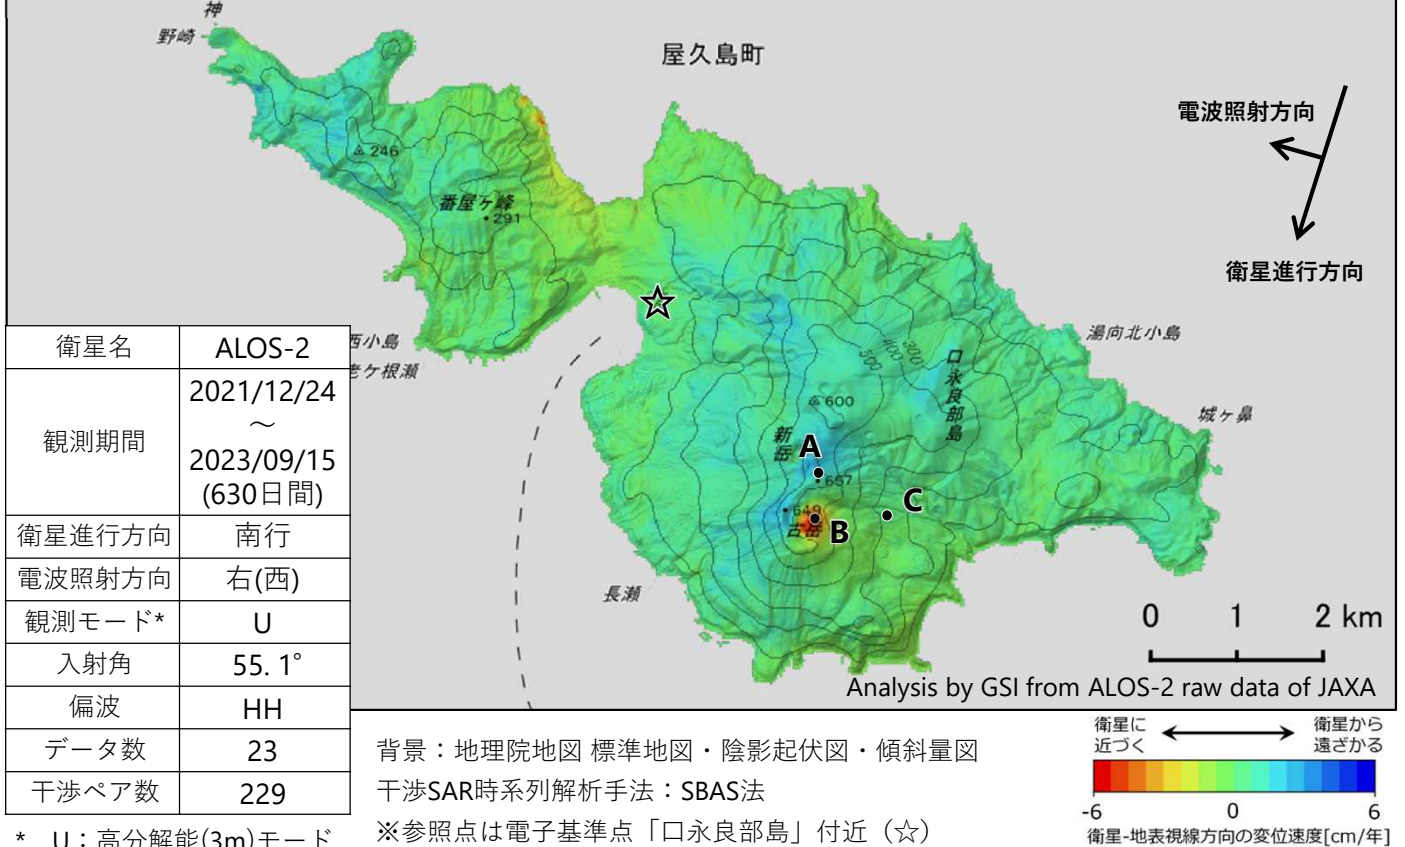 神
野崎
屋久島町
電波照射方向
246
番屋ヶ峰
291
衛星進行方向
西小島
老ケ根瀬
湯向北小島
500
400
300
口永良部島
600
城ヶ鼻
新岳
A
657
C
649
古岳
B
長瀬
0 1 2 km
Analysis by GSI from ALOS-2 raw data of JAXA
衛星名 ALOS-2
観測期間 2021/12/24
～
2023/09/15
(630日間)
衛星進行方向 南行
電波照射方向 右(西)
観測モード* U
入射角 55.1°
偏波 HH
データ数 23
干渉ペア数 229
* U：高分解能(3m)モード
背景：地理院地図 標準地図・陰影起伏図・傾斜量図
干渉SAR時系列解析手法：SBAS法
※参照点は電子基準点「口永良部島」付近（☆）
衛星に
近づく
衛星から
遠ざかる
-6 0 6
衛星-地表視線方向の変位速度[cm/年]